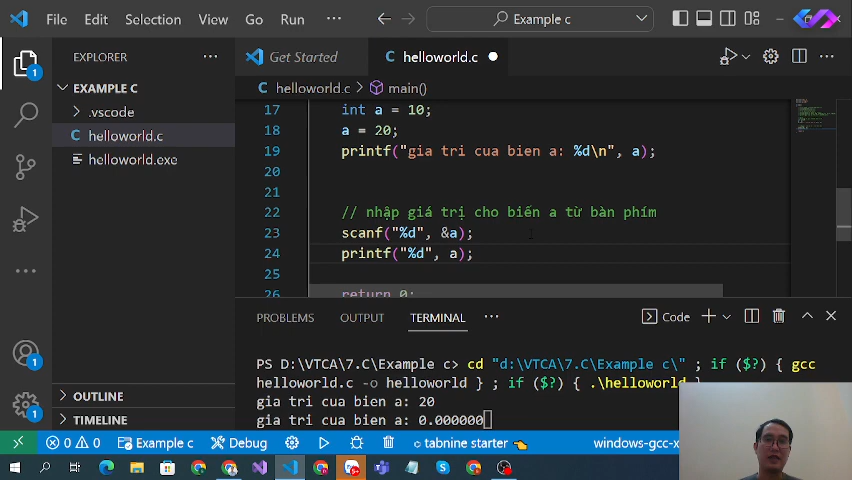 File Edit Selection View Go Run ··· Example c
EXPLORER ··· Get Started helloworld.c
EXAMPLE C helloworld.c > main()
.vscode
helloworld.c
helloworld.exe
17 int a = 10;
18 a = 20;
19 printf("gia tri cua bien a: %d\n", a);
20
21
22 // nhập giá trị cho biến a từ bàn phím
23 scanf("%d", &a);
24 printf("%d", a);
25
26 return 0;
PROBLEMS OUTPUT TERMINAL ··· Code
PS D:\VTCA\7.C\Example c> cd "d:\VTCA\7.C\Example c\" ; if ($?) { gcc
helloworld.c -o helloworld } ; if ($?) { .\helloworld }
gia tri cua bien a: 20
gia tri cua bien a: 0.000000
OUTLINE
TIMELINE
1
1
1
0 0 Example c Debug tabnine starter windows-gcc-x